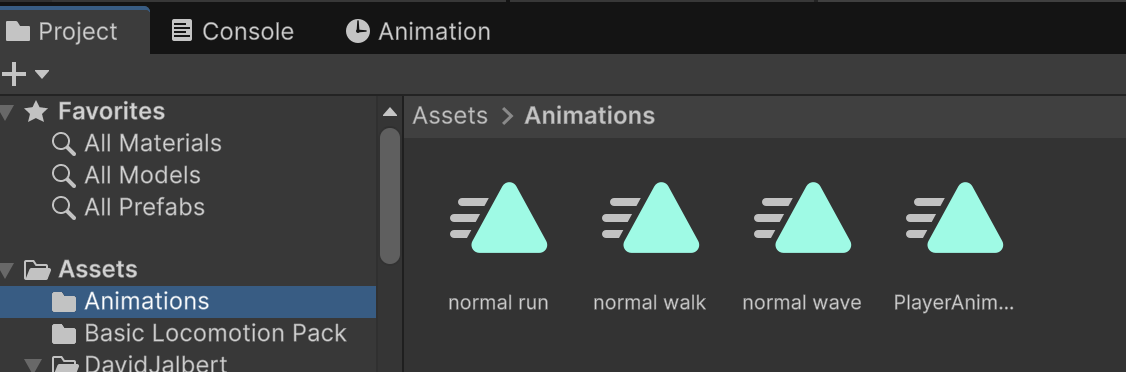 Project Console Animation
Favorites
All Materials
All Models
All Prefabs
Assets
Animations
Basic Locomotion Pack
DavidJalbert
Assets > Animations
normal run
normal walk
normal wave
PlayerAnim...